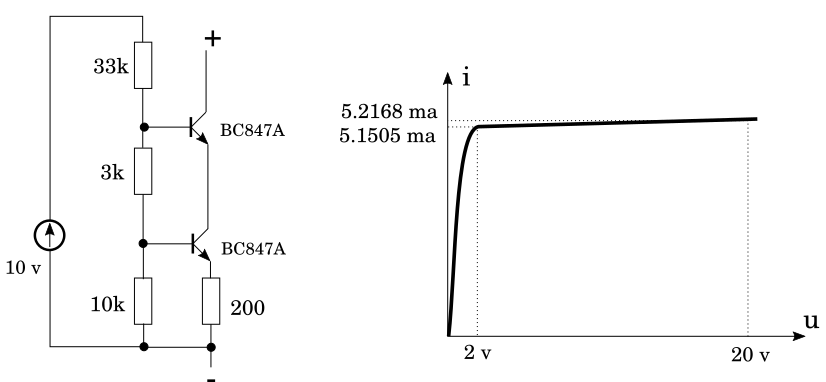 +
33k
BC847A
3k
BC847A
10 v
10k
200
-
i
5.2168 ma
5.1505 ma
u
2 v
20 v